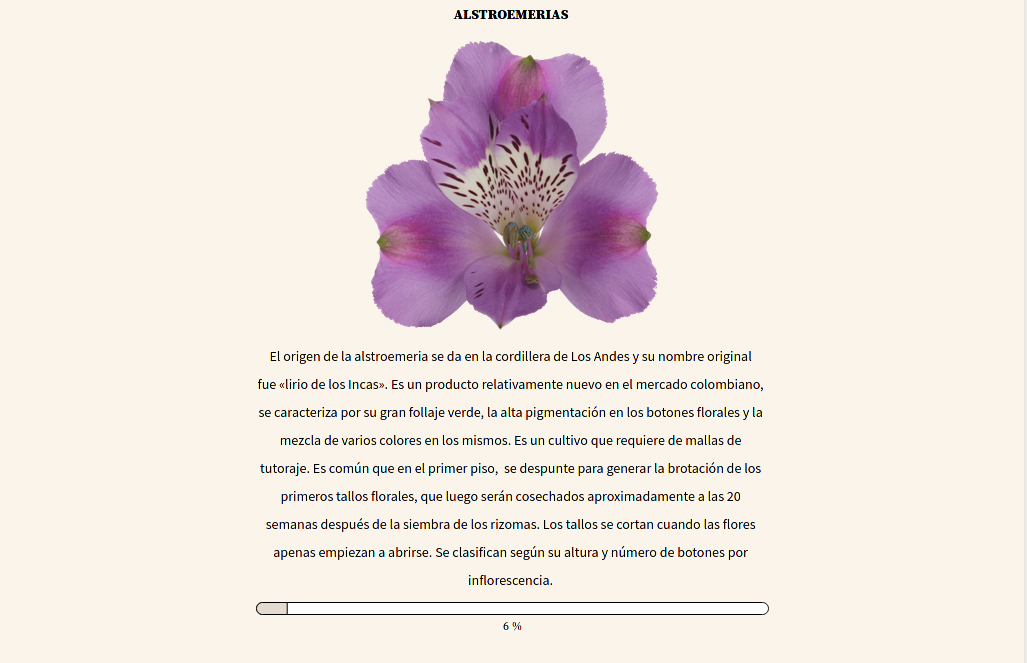 ALSTROEMERIAS
El origen de la alstroemeria se da en la cordillera de Los Andes y su nombre original
fue «lirio de los Incas». Es un producto relativamente nuevo en el mercado colombiano,
se caracteriza por su gran follaje verde, la alta pigmentación en los botones florales y la
mezcla de varios colores en los mismos. Es un cultivo que requiere de mallas de
tutoraje. Es común que en el primer piso,  se despunte para generar la brotación de los
primeros tallos florales, que luego serán cosechados aproximadamente a las 20
semanas después de la siembra de los rizomas. Los tallos se cortan cuando las flores
apenas empiezan a abrirse. Se clasifican según su altura y número de botones por
inflorescencia.
6 %